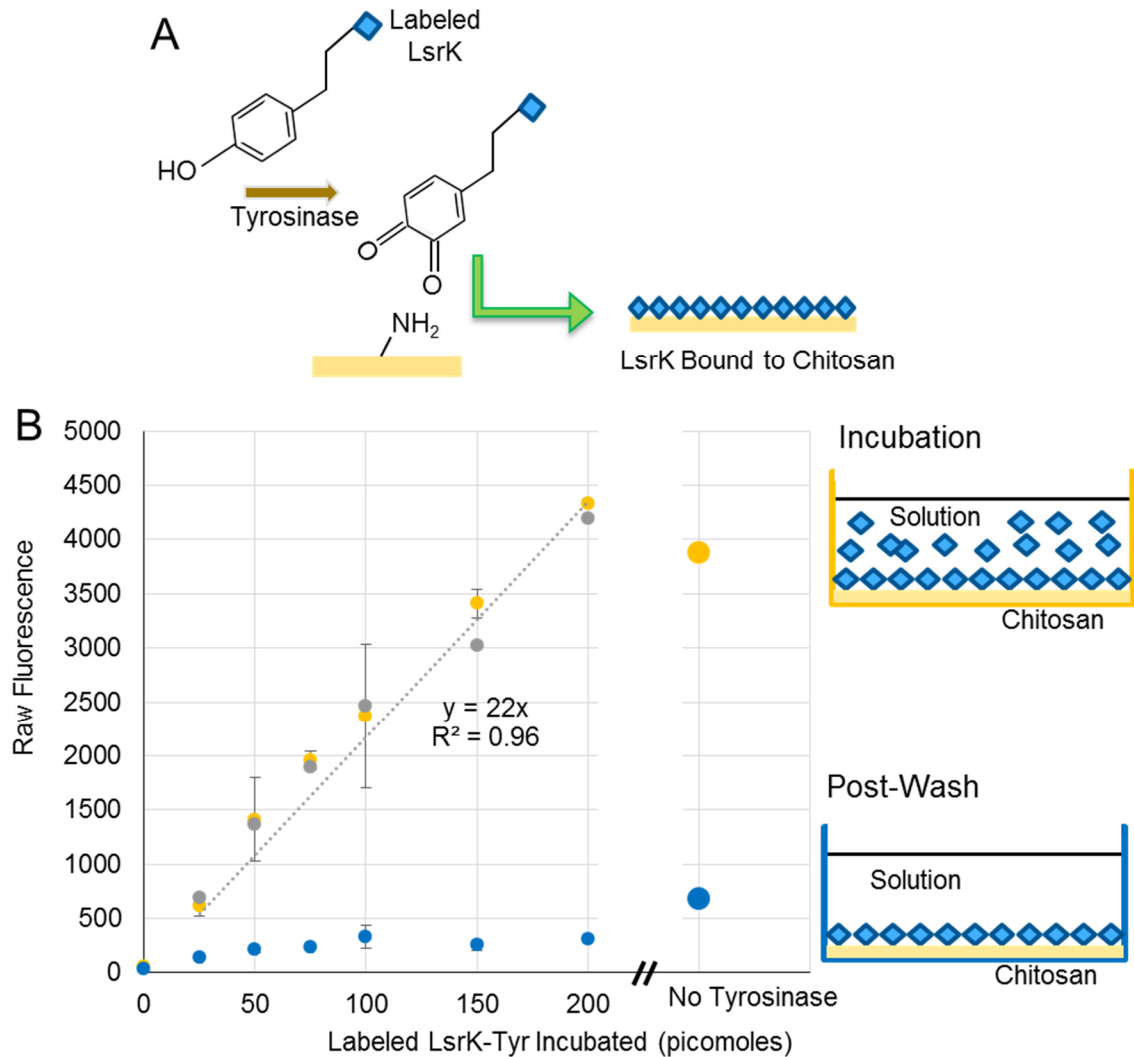 A
Labeled
LsrK
HO
Tyrosinase
O
O
NH2
LsrK Bound to Chitosan
B
5000
4500
4000
3500
3000
2500
2000
1500
1000
500
0
Raw Fluorescence
y = 22x
R² = 0.96
0
50
100
150
200
No Tyrosinase
Labeled LsrK-Tyr Incubated (picomoles)
Incubation
Solution
Chitosan
Post-Wash
Solution
Chitosan